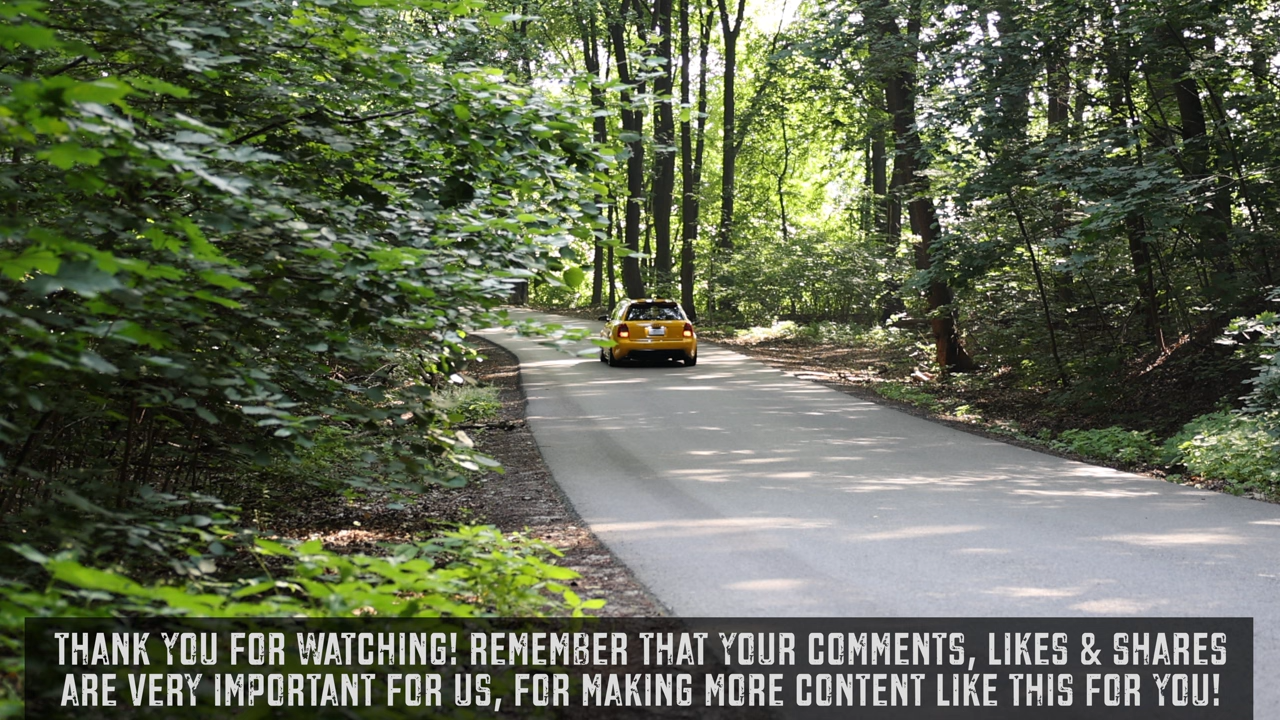 THANK YOU FOR WATCHING! REMEMBER THAT YOUR COMMENTS, LIKES & SHARES
ARE VERY IMPORTANT FOR US, FOR MAKING MORE CONTENT LIKE THIS FOR YOU!